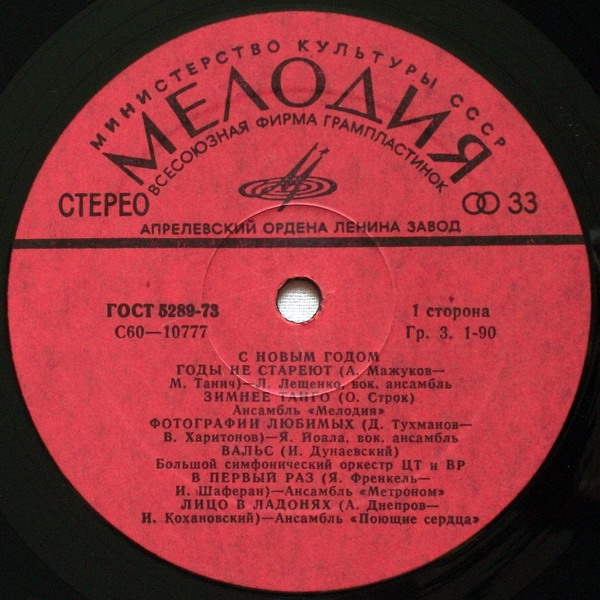 МИНИСТЕРСТВО КУЛЬТУРЫ СССР
МЕЛОДИЯ
ВСЕСОЮЗНАЯ ФИРМА ГРАМПЛАСТИНОК
СТЕРЕО
33
АПРЕЛЕВСКИЙ ОРДЕНА ЛЕНИНА ЗАВОД
ГОСТ 5289-73
1 сторона
С60—10777
Гр. 3. 1-90
С НОВЫМ ГОДОМ
ГОДЫ НЕ СТАРЕЮТ (А. Мажуков—
М. Танич)—Л. Лещенко, вок. ансамбль
ЗИМНЕЕ ТАНГО (О. Строк)
Ансамбль «Мелодия»
ФОТОГРАФИИ ЛЮБИМЫХ (Д. Тухманов—
В. Харитонов)—Я. Йоала, вок. ансамбль
ВАЛЬС (И. Дунаевский)
Большой симфонический оркестр ЦТ и ВР
В ПЕРВЫЙ РАЗ (Я. Френкель—
И. Шаферан)—Ансамбль «Метроном»
ЛИЦО В ЛАДОНЯХ (А. Днепров—
И. Кохановский)—Ансамбль «Поющие сердца»